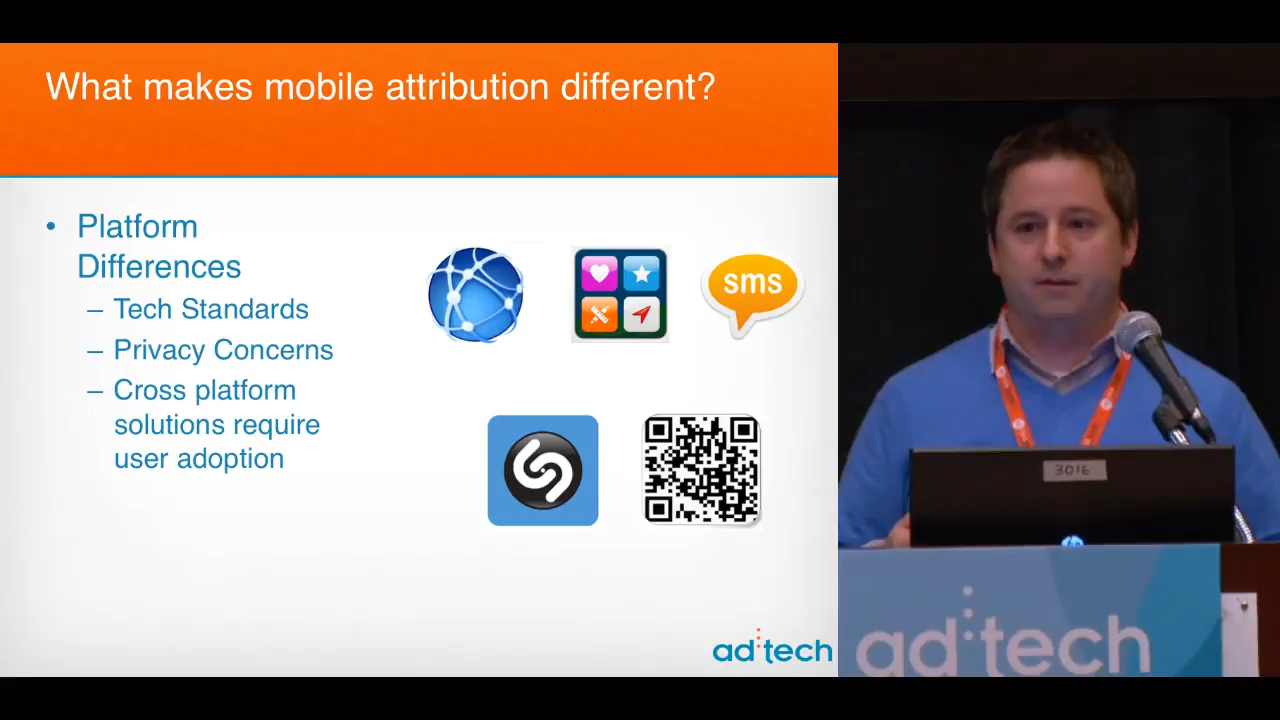 What makes mobile attribution different?
• Platform
Differences
– Tech Standards
– Privacy Concerns
– Cross platform
solutions require
user adoption
sms
ad:tech
3016
hp
ad:tech